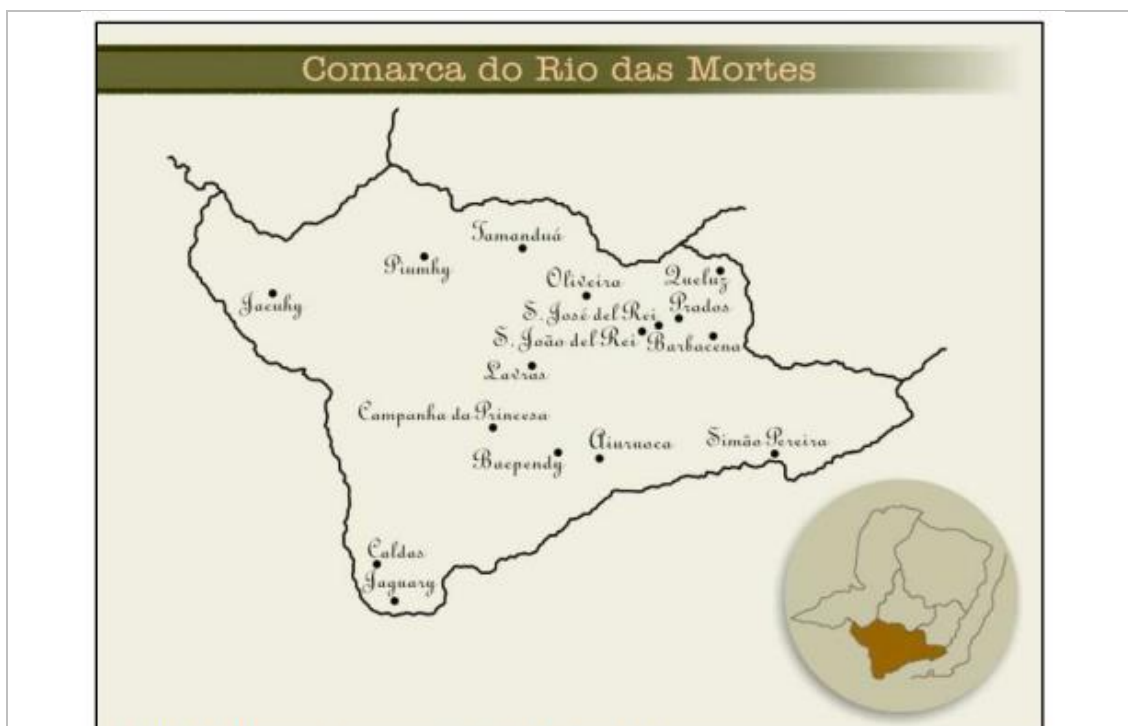 Comarca do Rio das Mortes
Tamanduá
Piumhy
Queluz
Oliveira
Jacuhy
S. José del Rei
Prados
S. João del Rei
Barbacena
Lavras
Campanha da Princesa
Aiuruoca
Simão Pereira
Baependy
Caldas
Jaguary